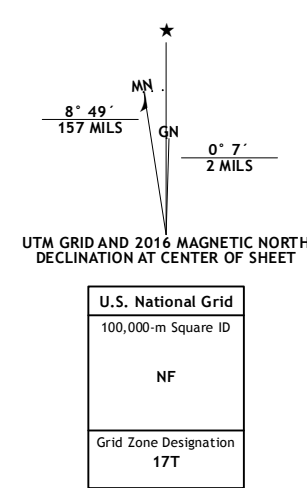 ★
MN
8° 49´
157 MILS
GN
0° 7´
2 MILS
UTM GRID AND 2016 MAGNETIC NORTH
DECLINATION AT CENTER OF SHEET
U.S. National Grid
100,000-m Square ID
NF
Grid Zone Designation
17T